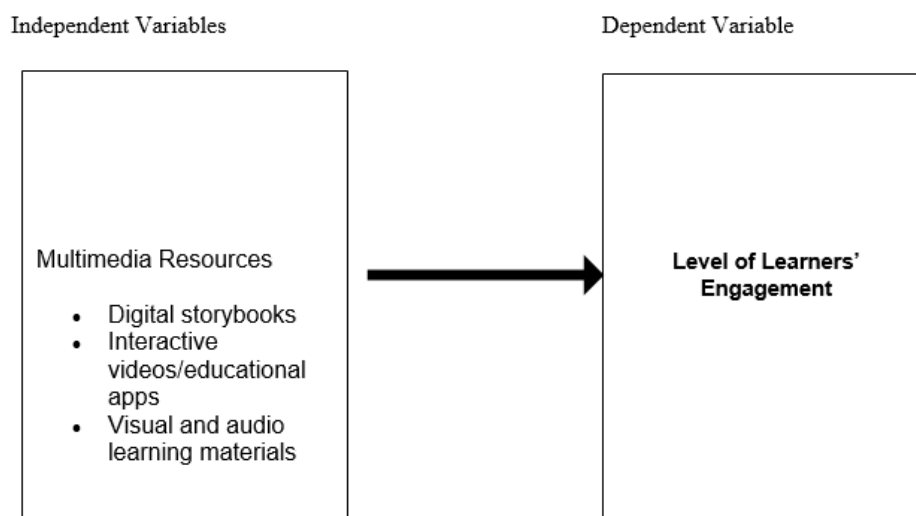 Independent Variables
Dependent Variable
Multimedia Resources
• Digital storybooks
• Interactive
videos/educational
apps
• Visual and audio
learning materials
Level of Learners’
Engagement